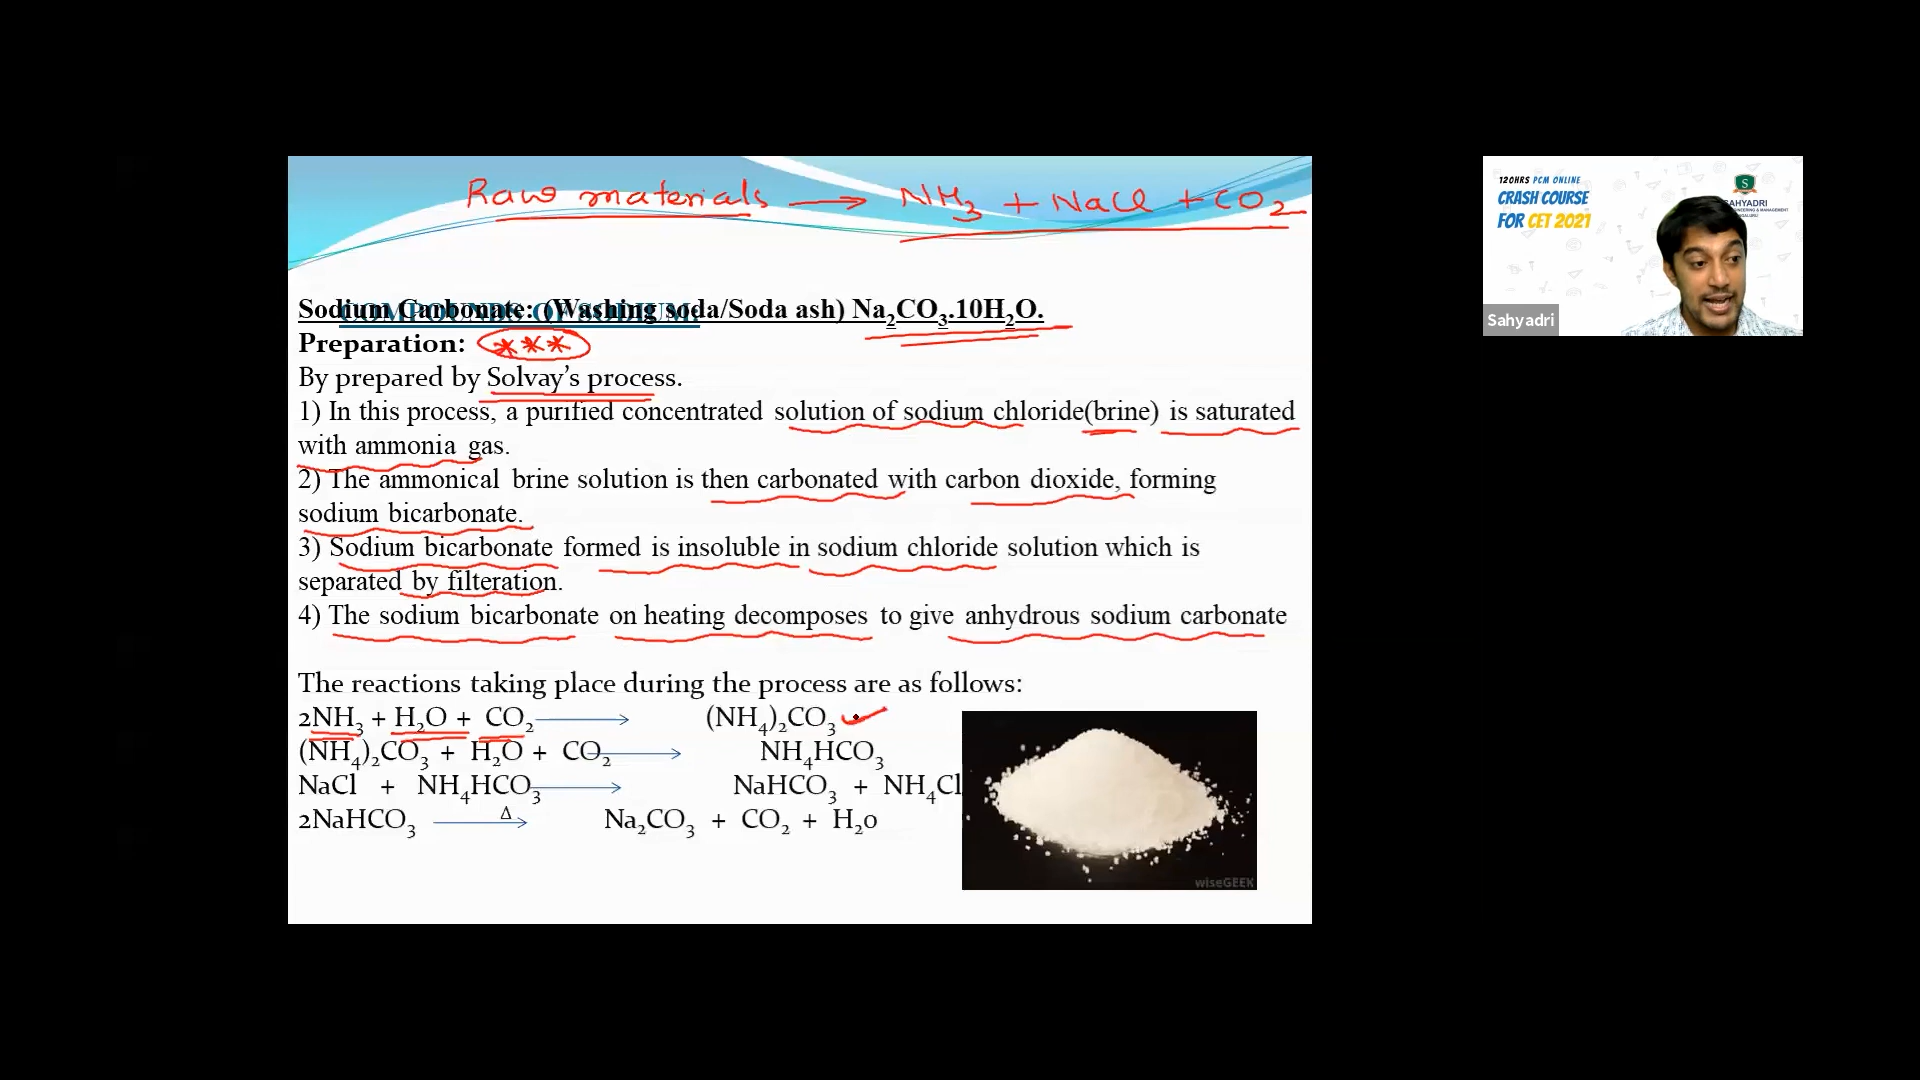 Raw materials → NH₃ + NaCl + CO₂
COMPOUNDS OF SODIUM:
Sodium Carbonate: (Washing soda/Soda ash) Na₂CO₃.10H₂O.
Preparation: ***
By prepared by Solvay’s process.
1) In this process, a purified concentrated solution of sodium chloride(brine) is saturated
with ammonia gas.
2) The ammonical brine solution is then carbonated with carbon dioxide, forming
sodium bicarbonate.
3) Sodium bicarbonate formed is insoluble in sodium chloride solution which is
separated by filteration.
4) The sodium bicarbonate on heating decomposes to give anhydrous sodium carbonate
The reactions taking place during the process are as follows:
2NH₃ + H₂O + CO₂ → (NH₄)₂CO₃
(NH₄)₂CO₃ + H₂O + CO₂ → NH₄HCO₃
NaCl + NH₄HCO₃ → NaHCO₃ + NH₄Cl
2NaHCO₃ Δ → Na₂CO₃ + CO₂ + H₂o
wiseGEEK
120HRS PCM ONLINE
CRASH COURSE
FOR CET 2021
S
SAHYADRI
Sahyadri